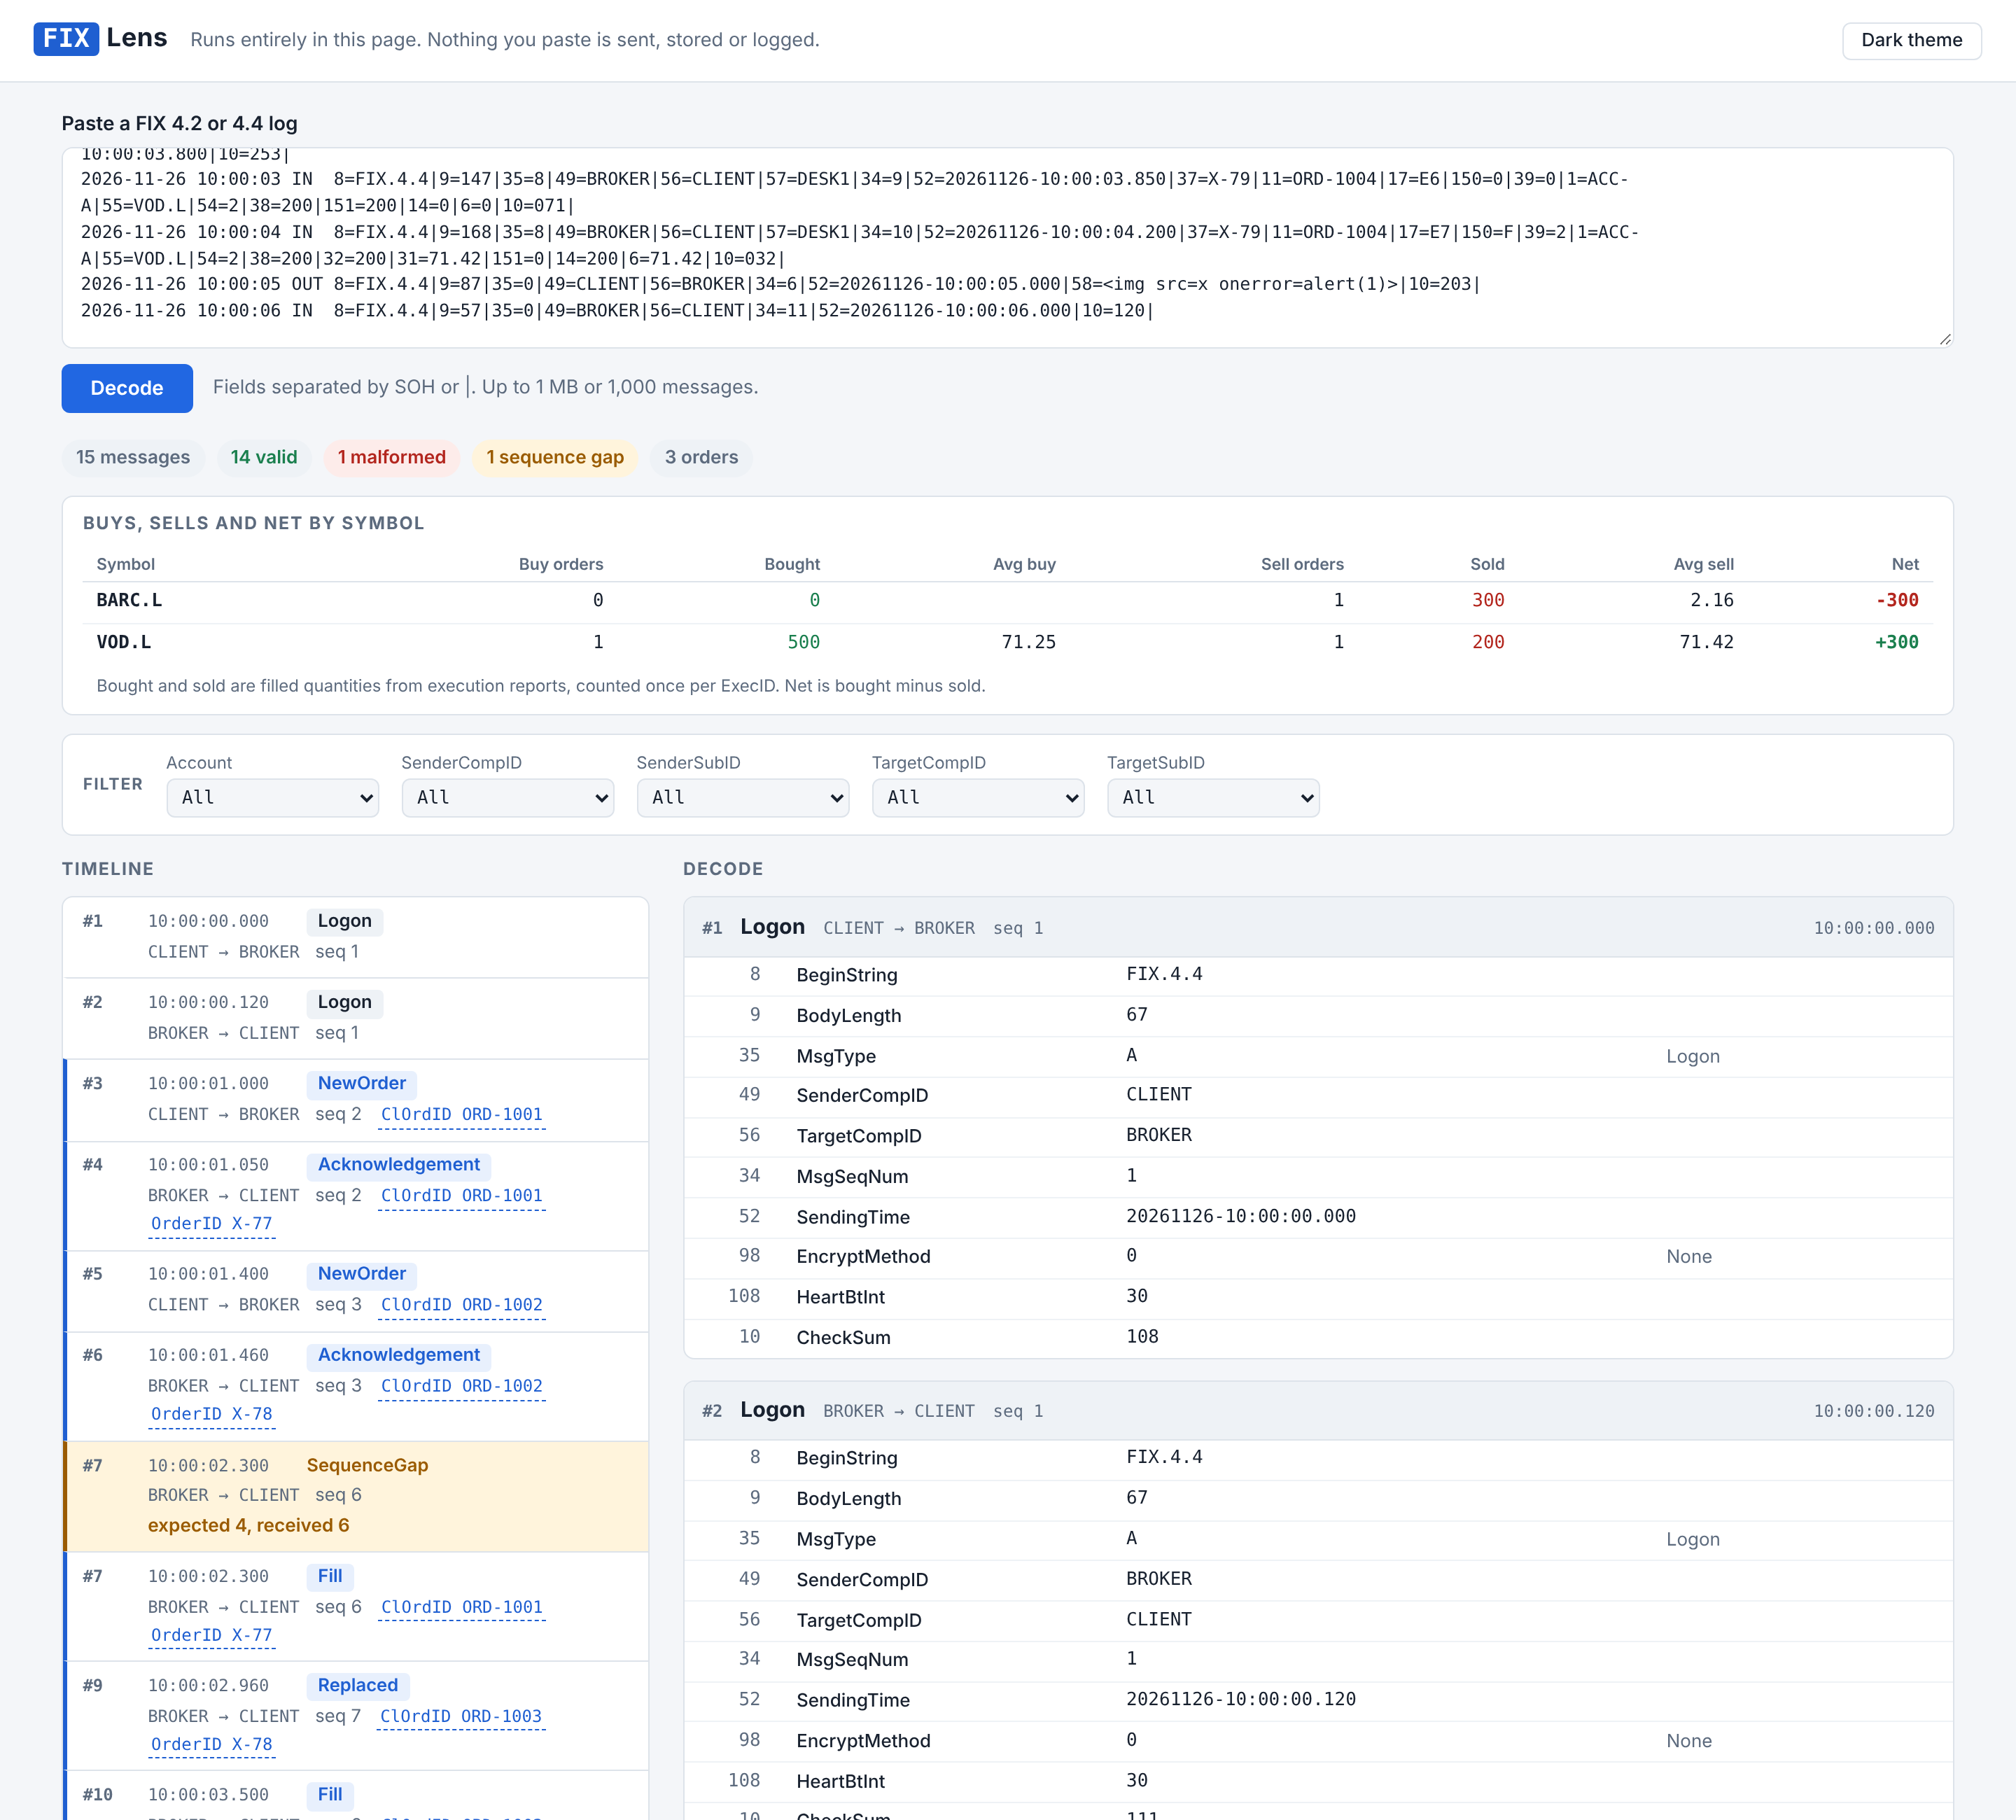 FIX Lens Runs entirely in this page. Nothing you paste is sent, stored or logged. Dark theme
Paste a FIX 4.2 or 4.4 log
10:00:03.800|10=253|
2026-11-26 10:00:03 IN  8=FIX.4.4|9=147|35=8|49=BROKER|56=CLIENT|57=DESK1|34=9|52=20261126-10:00:03.850|37=X-79|11=ORD-1004|17=E6|150=0|39=0|1=ACC-
A|55=VOD.L|54=2|38=200|151=200|14=0|6=0|10=071|
2026-11-26 10:00:04 IN  8=FIX.4.4|9=168|35=8|49=BROKER|56=CLIENT|57=DESK1|34=10|52=20261126-10:00:04.200|37=X-79|11=ORD-1004|17=E7|150=F|39=2|1=ACC-
A|55=VOD.L|54=2|38=200|32=200|31=71.42|151=0|14=200|6=71.42|10=032|
2026-11-26 10:00:05 OUT 8=FIX.4.4|9=87|35=0|49=CLIENT|56=BROKER|34=6|52=20261126-10:00:05.000|58=<img src=x onerror=alert(1)>|10=203|
2026-11-26 10:00:06 IN  8=FIX.4.4|9=57|35=0|49=BROKER|56=CLIENT|34=11|52=20261126-10:00:06.000|10=120|
Decode Fields separated by SOH or |. Up to 1 MB or 1,000 messages.
15 messages 14 valid 1 malformed 1 sequence gap 3 orders
BUYS, SELLS AND NET BY SYMBOL
Symbol Buy orders Bought Avg buy Sell orders Sold Avg sell Net
BARC.L 0 0 1 300 2.16 -300
VOD.L 1 500 71.25 1 200 71.42 +300
Bought and sold are filled quantities from execution reports, counted once per ExecID. Net is bought minus sold.
FILTER
Account SenderCompID SenderSubID TargetCompID TargetSubID
All All All All All
TIMELINE
#1 10:00:00.000 Logon
CLIENT → BROKER seq 1
#2 10:00:00.120 Logon
BROKER → CLIENT seq 1
#3 10:00:01.000 NewOrder
CLIENT → BROKER seq 2 ClOrdID ORD-1001
#4 10:00:01.050 Acknowledgement
BROKER → CLIENT seq 2 ClOrdID ORD-1001
OrderID X-77
#5 10:00:01.400 NewOrder
CLIENT → BROKER seq 3 ClOrdID ORD-1002
#6 10:00:01.460 Acknowledgement
BROKER → CLIENT seq 3 ClOrdID ORD-1002
OrderID X-78
#7 10:00:02.300 SequenceGap
BROKER → CLIENT seq 6
expected 4, received 6
#7 10:00:02.300 Fill
BROKER → CLIENT seq 6 ClOrdID ORD-1001
OrderID X-77
#9 10:00:02.960 Replaced
BROKER → CLIENT seq 7 ClOrdID ORD-1003
OrderID X-78
#10 10:00:03.500 Fill
DECODE
#1 Logon CLIENT → BROKER seq 1 10:00:00.000
8 BeginString FIX.4.4
9 BodyLength 67
35 MsgType A Logon
49 SenderCompID CLIENT
56 TargetCompID BROKER
34 MsgSeqNum 1
52 SendingTime 20261126-10:00:00.000
98 EncryptMethod 0 None
108 HeartBtInt 30
10 CheckSum 108
#2 Logon BROKER → CLIENT seq 1 10:00:00.120
8 BeginString FIX.4.4
9 BodyLength 67
35 MsgType A Logon
49 SenderCompID BROKER
56 TargetCompID CLIENT
34 MsgSeqNum 1
52 SendingTime 20261126-10:00:00.120
98 EncryptMethod 0 None
108 HeartBtInt 30
10 CheckSum 111